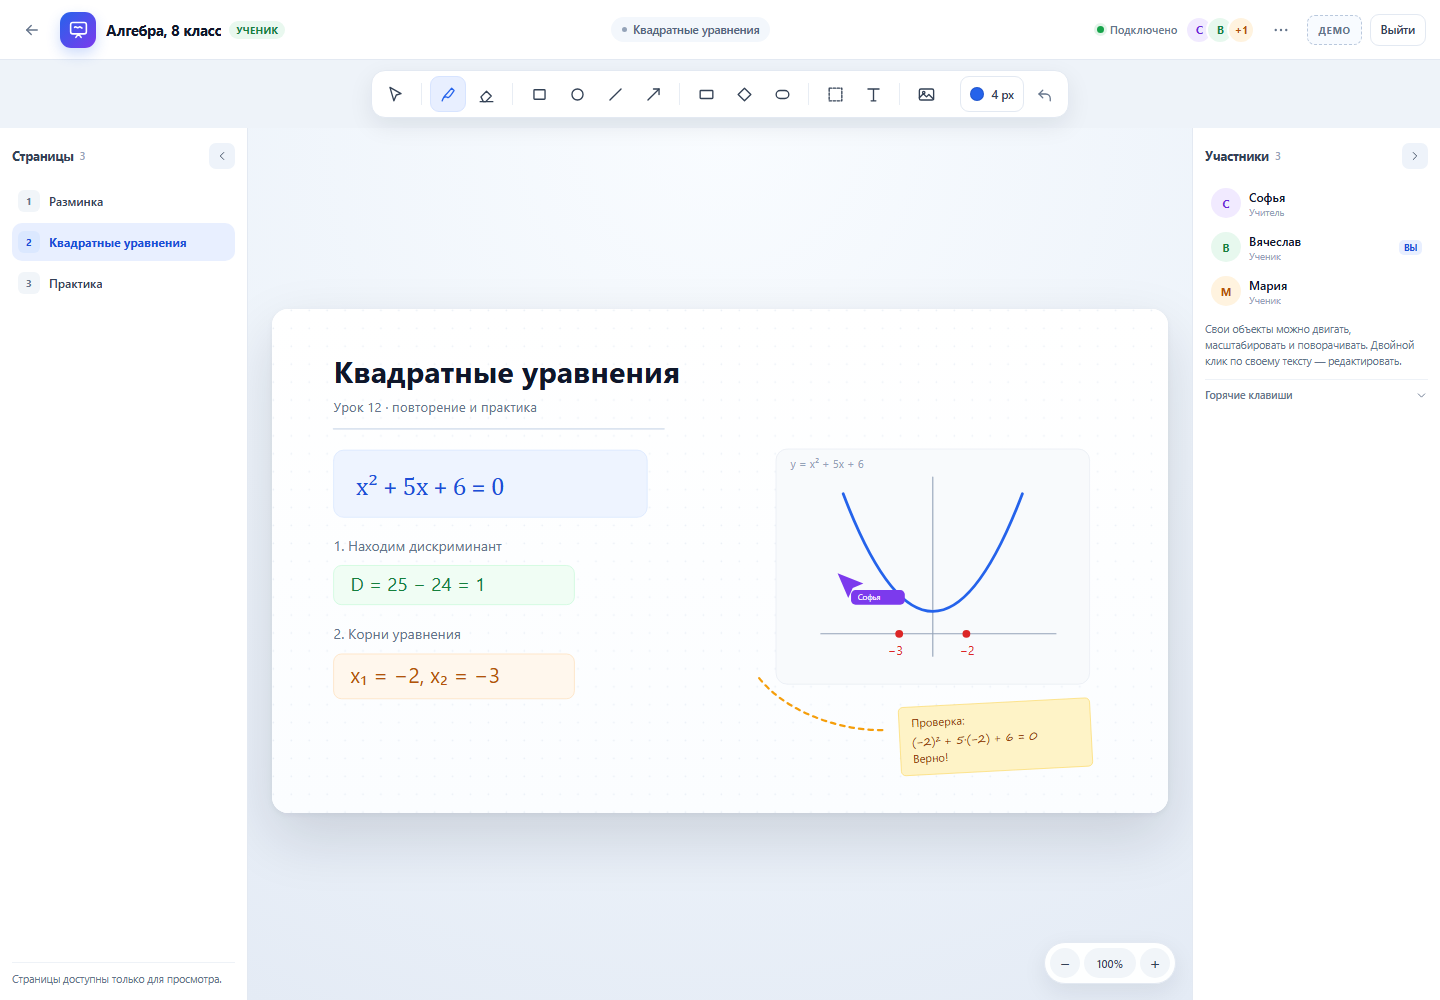 Алгебра, 8 класс УЧЕНИК
Квадратные уравнения
Подключено С В +1
ДЕМО
Выйти
4 px
Страницы 3
1 Разминка
2 Квадратные уравнения
3 Практика
Страницы доступны только для просмотра.
Квадратные уравнения
Урок 12 · повторение и практика
x² + 5x + 6 = 0
1. Находим дискриминант
D = 25 − 24 = 1
2. Корни уравнения
x₁ = −2, x₂ = −3
y = x² + 5x + 6
Софья
−3
−2
Проверка:
(-2)² + 5·(-2) + 6 = 0
Верно!
− 100% +
Участники 3
С Софья
Учитель
В Вячеслав ВЫ
Ученик
М Мария
Ученик
Свои объекты можно двигать,
масштабировать и поворачивать. Двойной
клик по своему тексту — редактировать.
Горячие клавиши